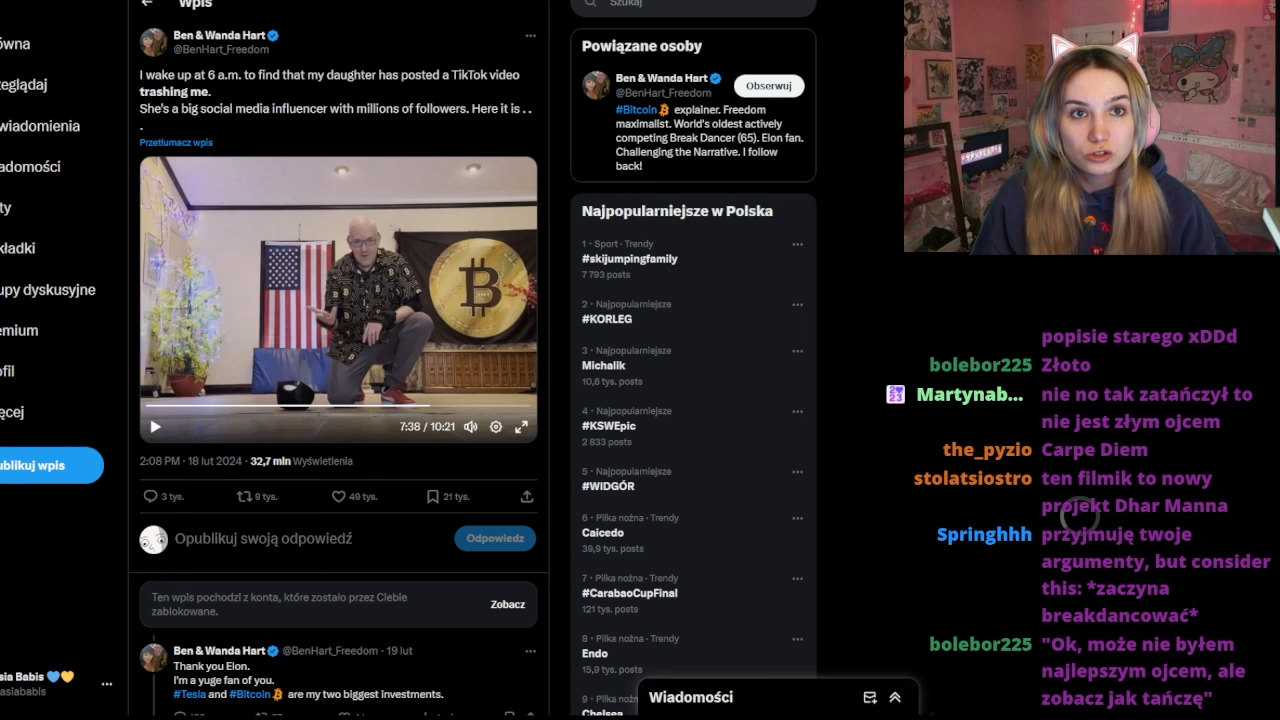 Wpis
ówna
zeglądaj
wiadomienia
adomości
ty
kładki
upy dyskusyjne
emium
ofil
ęcej
ublikuj wpis
sia Babis
aslababis
Ben & Wanda Hart
@BenHart_Freedom
I wake up at 6 a.m. to find that my daughter has posted a TikTok video
trashing me.
She's a big social media influencer with millions of followers. Here it is . .
.
Przetłumacz wpis
7:38 / 10:21
2:08 PM · 18 lut 2024 · 32,7 mln Wyświetlenia
3 tys.
9 tys.
49 tys.
21 tys.
Opublikuj swoją odpowiedź
Odpowiedz
Ten wpis pochodzi z konta, które zostało przez Ciebie
zablokowane.
Zobacz
Ben & Wanda Hart @BenHart_Freedom · 19 lut
Thank you Elon.
I'm a yuge fan of you.
#Tesla and #Bitcoin are my two biggest investments.
Szukaj
Powiązane osoby
Ben & Wanda Hart
@BenHart_Freedom
Obserwuj
#Bitcoin explainer. Freedom
maximalist. World's oldest actively
competing Break Dancer (65). Elon fan.
Challenging the Narrative. I follow
back!
Najpopularniejsze w Polska
1 · Sport · Trendy
#skijumpingfamily
7 793 posts
2 · Najpopularniejsze
#KORLEG
3 · Najpopularniejsze
Michalik
10,6 tys. posts
4 · Najpopularniejsze
#KSWEpic
2 833 posts
5 · Najpopularniejsze
#WIDGÓR
6 · Piłka nożna · Trendy
Caicedo
39,9 tys. posts
7 · Piłka nożna · Trendy
#CarabaoCupFinal
121 tys. posts
8 · Piłka nożna · Trendy
Endo
15,9 tys. posts
9 · Piłka nożn
Chelsea
Wiadomości
popisie starego xDDd
bolebor225 Złoto
Martynab... nie no tak zatańczył to
nie jest złym ojcem
the_pyzio Carpe Diem
stolatsiostro ten filmik to nowy
projekt Dhar Manna
Springhhh przyjmuję twoje
argumenty, but consider
this: *zaczyna
breakdancować*
bolebor225 "Ok, może nie byłem
najlepszym ojcem, ale
zobacz jak tańczę"